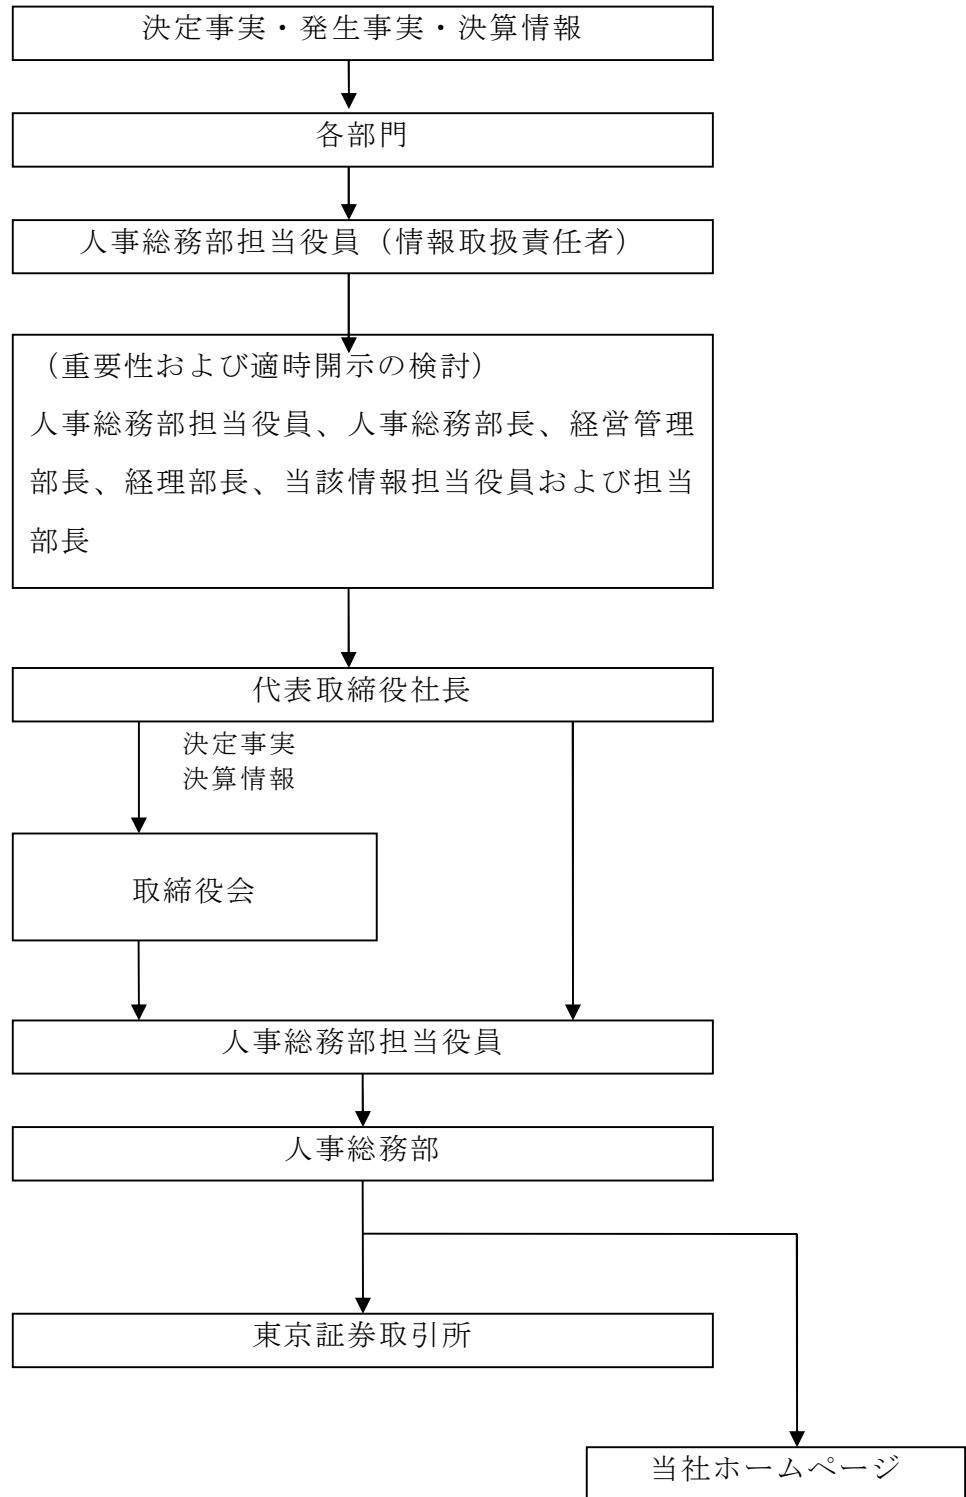 決定事実・発生事実・決算情報
各部門
人事総務部担当役員（情報取扱責任者）
（重要性および適時開示の検討）
人事総務部担当役員、人事総務部長、経営管理
部長、経理部長、当該情報担当役員および担当
部長
代表取締役社長
決定事実
決算情報
取締役会
人事総務部担当役員
人事総務部
東京証券取引所
当社ホームページ